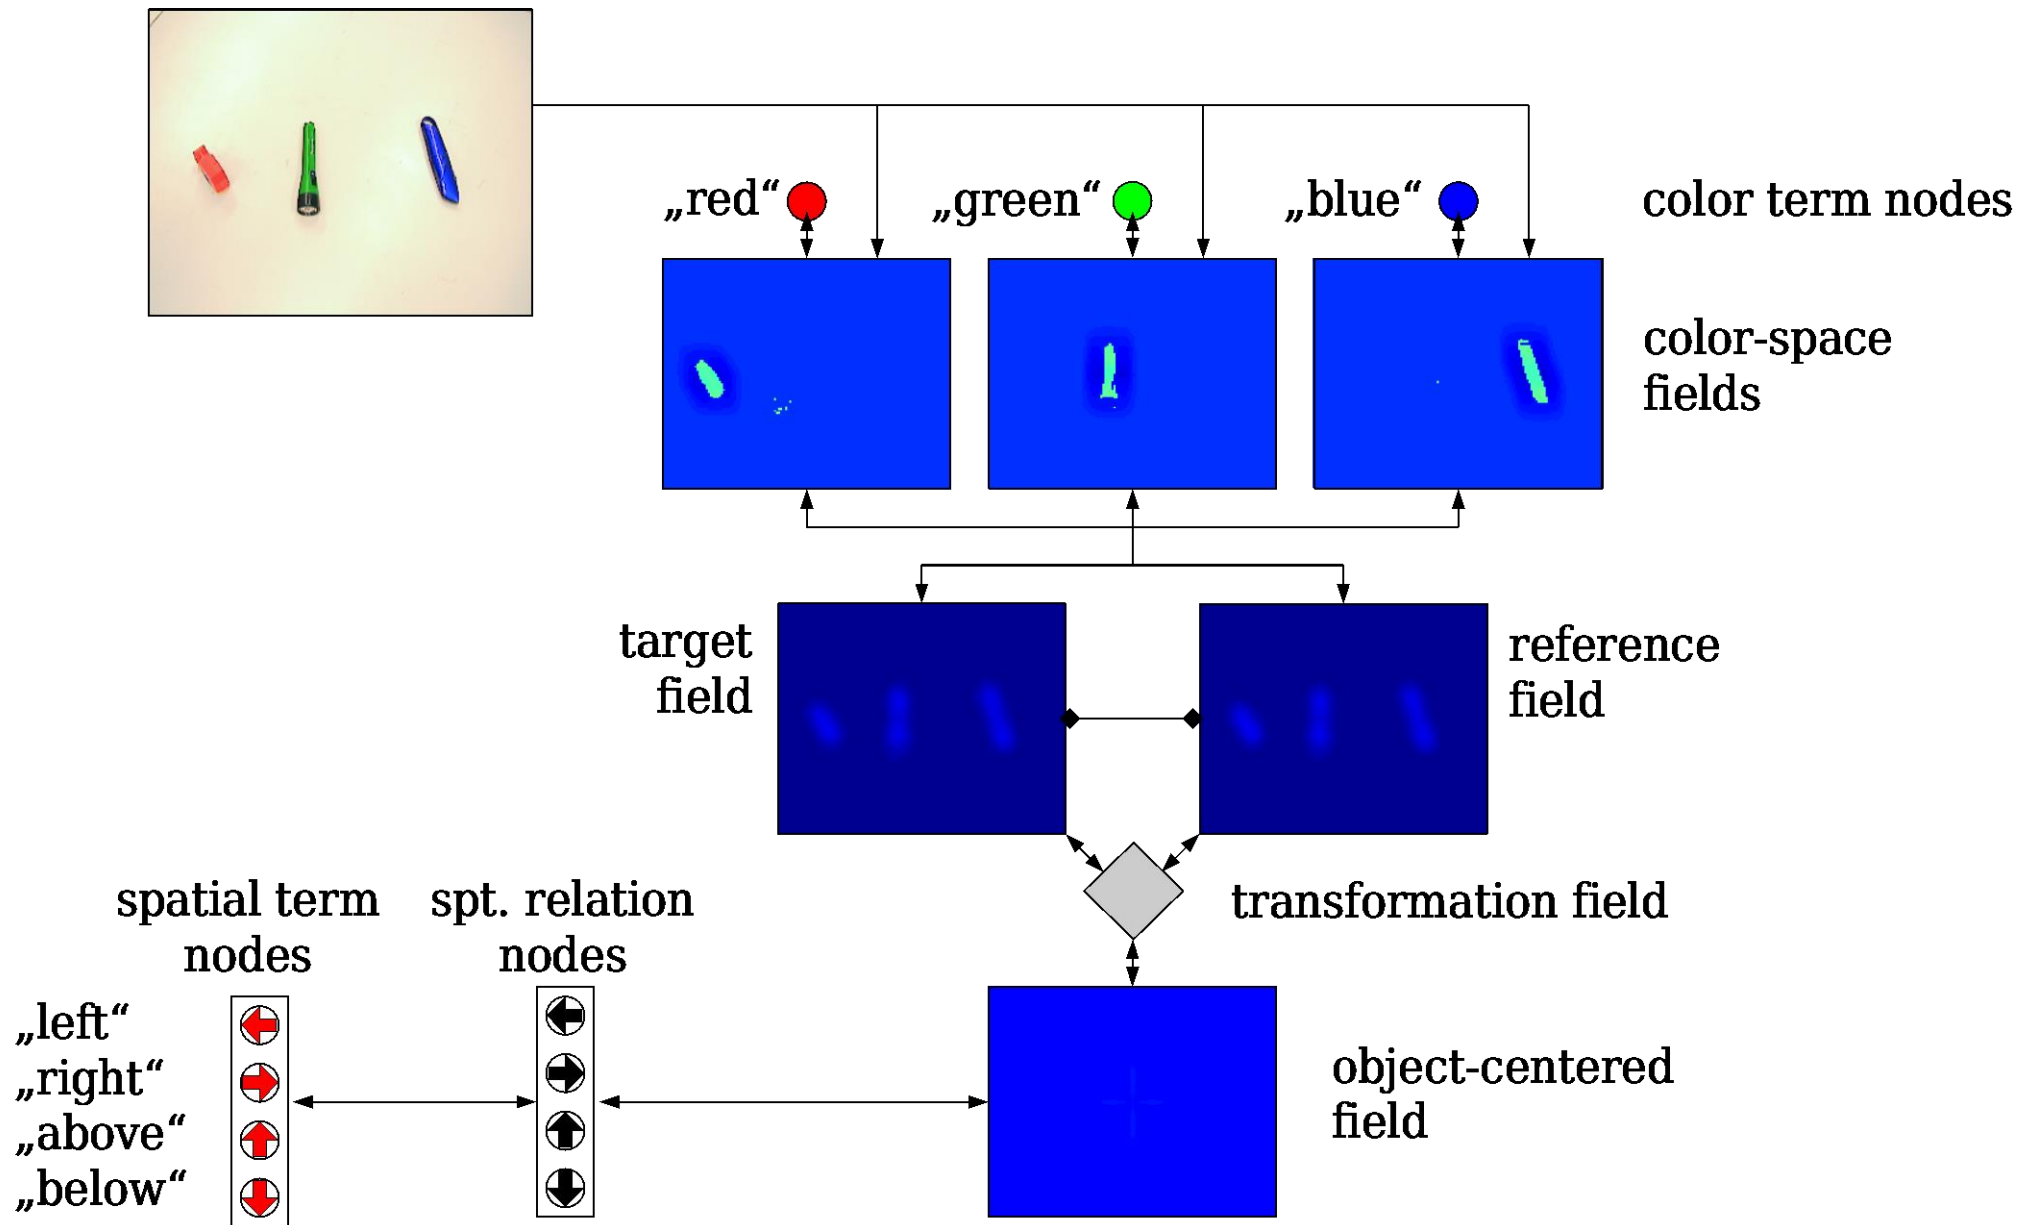 „red“
„green“
„blue“
color term nodes
color-space
fields
target
field
reference
field
transformation field
spatial term
nodes
spt. relation
nodes
„left“
„right“
„above“
„below“
object-centered
field